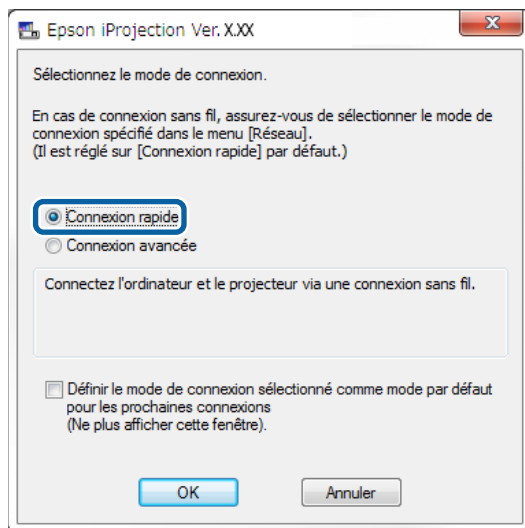 Epson iProjection Ver. X.XX
Sélectionnez le mode de connexion.
En cas de connexion sans fil, assurez-vous de sélectionner le mode de
connexion spécifié dans le menu [Réseau].
(Il est réglé sur [Connexion rapide] par défaut.)
Connexion rapide
Connexion avancée
Connectez l'ordinateur et le projecteur via une connexion sans fil.
Définir le mode de connexion sélectionné comme mode par défaut
pour les prochaines connexions
(Ne plus afficher cette fenêtre).
OK Annuler